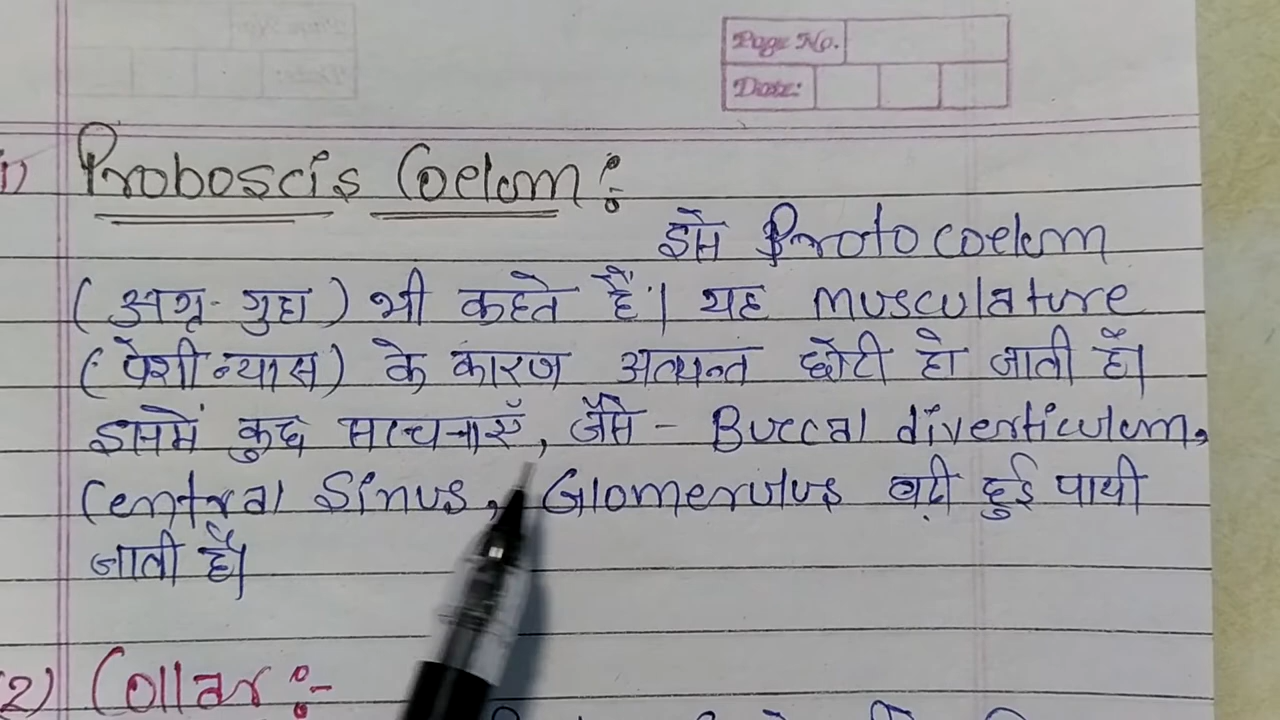 Page No.
Date:
1) Proboscis Coelom :-
इसे Protocoelom
(अग्र-गुहा) भी कहते हैं। यह musculature
(पेशीन्यास) के कारण अत्यन्त छोटी हो जाती है।
इसमें कुछ संरचनाएँ, जैसे - Buccal diverticulum,
Central Sinus, Glomerulus बढ़ी हुई पायी
जाती है।
(2) Collar :-